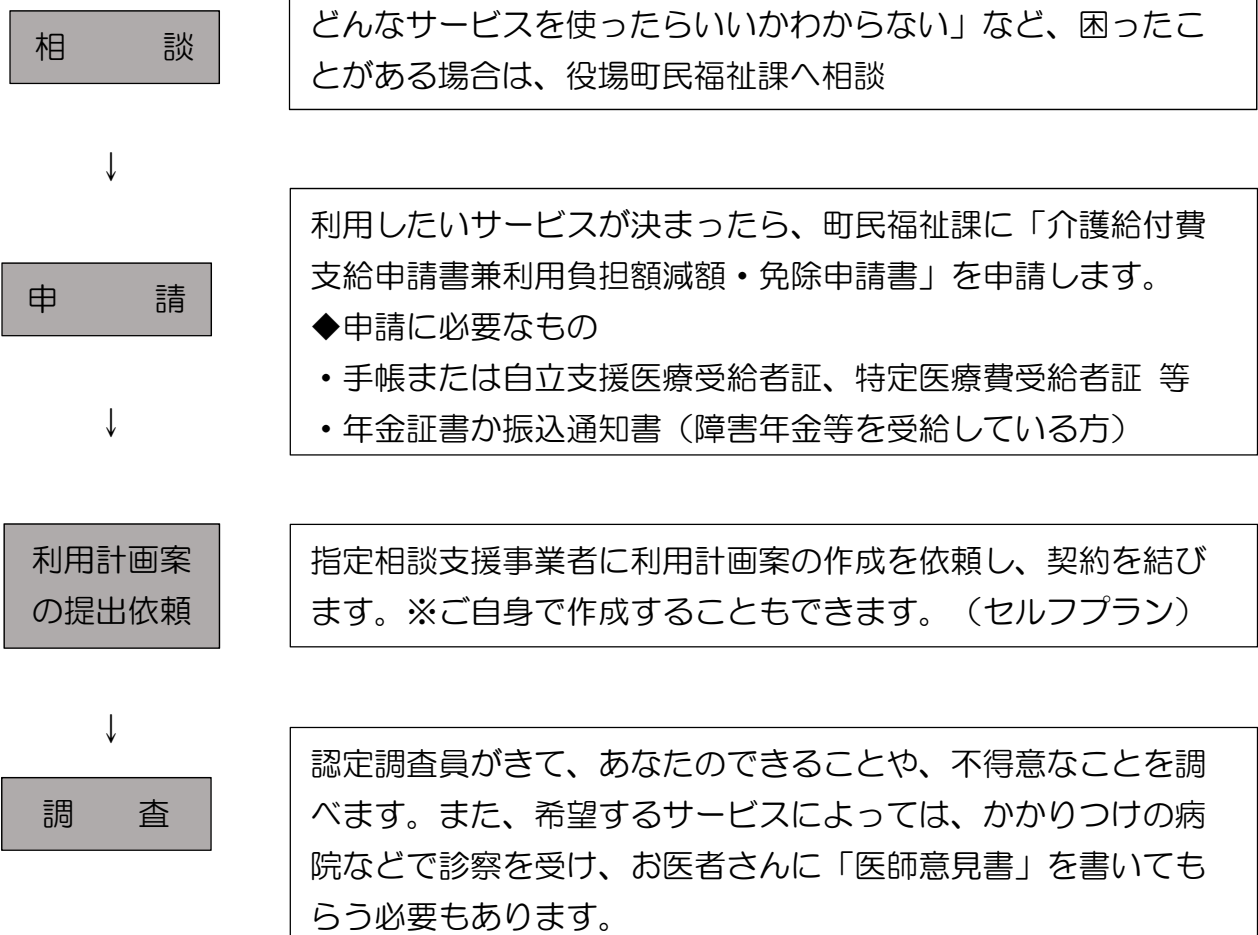 相　　談
どんなサービスを使ったらいいかわからない」など、困ったこ
とがある場合は、役場町民福祉課へ相談
↓
申　　請
利用したいサービスが決まったら、町民福祉課に「介護給付費
支給申請書兼利用負担額減額・免除申請書」を申請します。
◆申請に必要なもの
・手帳または自立支援医療受給者証、特定医療費受給者証 等
・年金証書か振込通知書（障害年金等を受給している方）
↓
利用計画案
の提出依頼
指定相談支援事業者に利用計画案の作成を依頼し、契約を結び
ます。※ご自身で作成することもできます。（セルフプラン）
↓
調　査
認定調査員がきて、あなたのできることや、不得意なことを調
べます。また、希望するサービスによっては、かかりつけの病
院などで診察を受け、お医者さんに「医師意見書」を書いても
らう必要もあります。